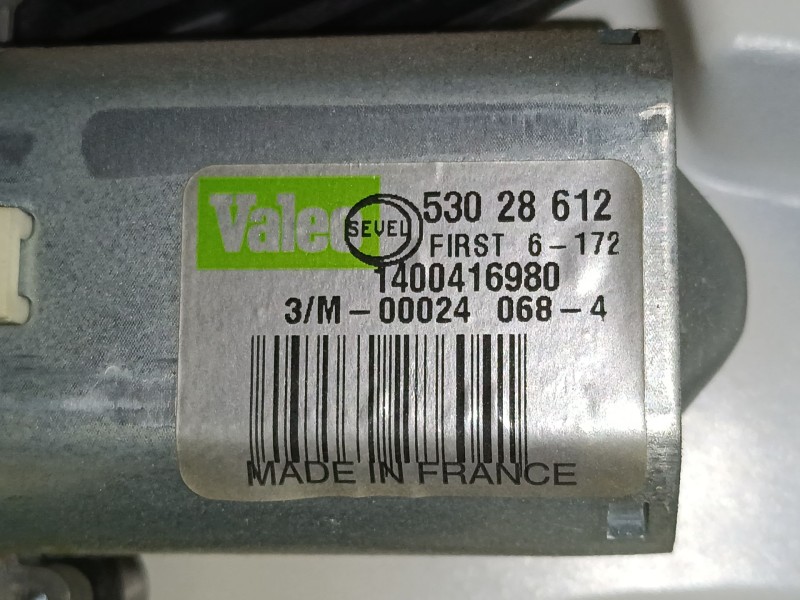 Valeo 530 28 612
SEVEL
FIRST 6-172
1400416980
3/M-00024 068-4
MADE IN FRANCE